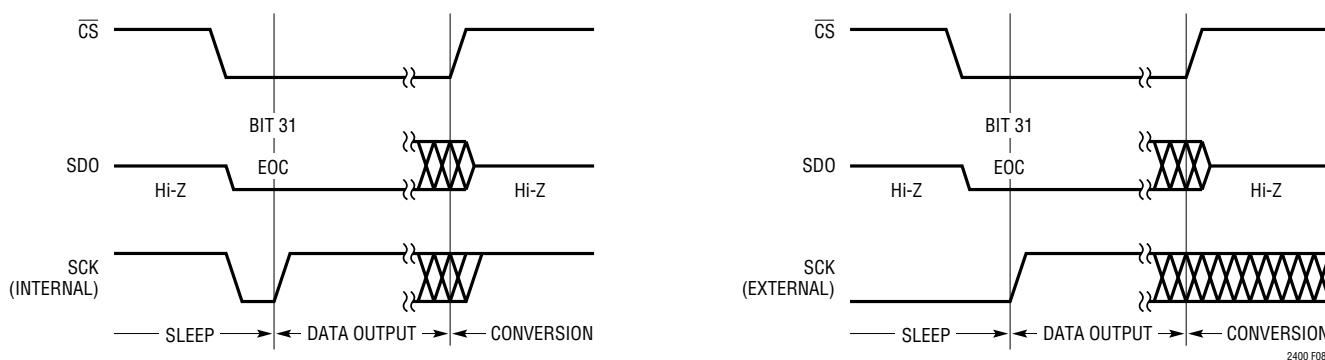 CS
BIT 31
SDO
EOC
Hi-Z
Hi-Z
SCK
(INTERNAL)
SLEEP
DATA OUTPUT
CONVERSION
CS
BIT 31
SDO
EOC
Hi-Z
Hi-Z
SCK
(EXTERNAL)
SLEEP
DATA OUTPUT
CONVERSION
2400 F08